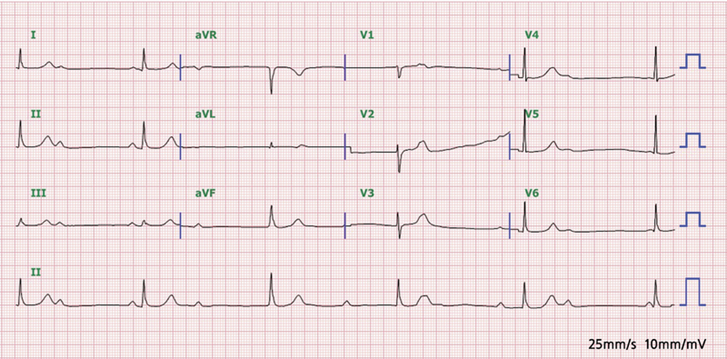 I aVR V1 V4
II aVL V2 V5
III aVF V3 V6
II
25mm/s 10mm/mV